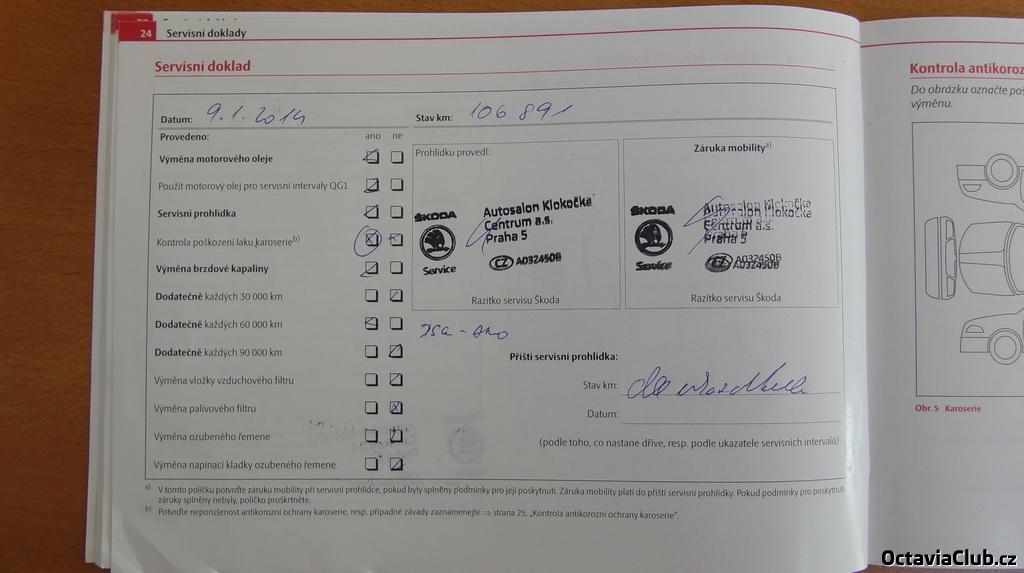 24 Servisní doklady
Servisní doklad
Datum: 9.1.2014 Stav km: 106 891
Provedeno: ano ne
Výměna motorového oleje
Použit motorový olej pro servisní intervaly QG1
Servisní prohlídka
Kontrola poškození laku karoserie b)
Výměna brzdové kapaliny
Dodatečně každých 30 000 km
Dodatečně každých 60 000 km
Dodatečně každých 90 000 km
Výměna vložky vzduchového filtru
Výměna palivového filtru
Výměna ozubeného řemene
Výměna napínací kladky ozubeného řemene
Prohlídku provedl:
ŠKODA
Service
Autosalon Klokočka
Centrum a.s.
Praha 5
CZ A032450B
Razítko servisu Škoda
Záruka mobility a)
ŠKODA
Service
Autosalon Klokočka
Centrum a.s.
Praha 5
CZ A032450B
Razítko servisu Škoda
Příští servisní prohlídka:
Stav km:
Datum:
(podle toho, co nastane dříve, resp. podle ukazatele servisních intervalů)
a) V tomto políčku potvrďte záruku mobility při servisní prohlídce, pokud byly splněny podmínky pro její poskytnutí. Záruka mobility platí do příští servisní prohlídky. Pokud podmínky pro poskytnutí
záruky splněny nebyly, políčko proškrtněte.
b) Potvrďte neporušenost antikorozní ochrany karoserie, resp. případné závady zaznamenejte ⇒ strana 25, „Kontrola antikorozní ochrany karoserie".
Kontrola antikoroz
Do obrázku označte
výměnu.
Obr. 5 Karoserie
OctaviaClub.cz